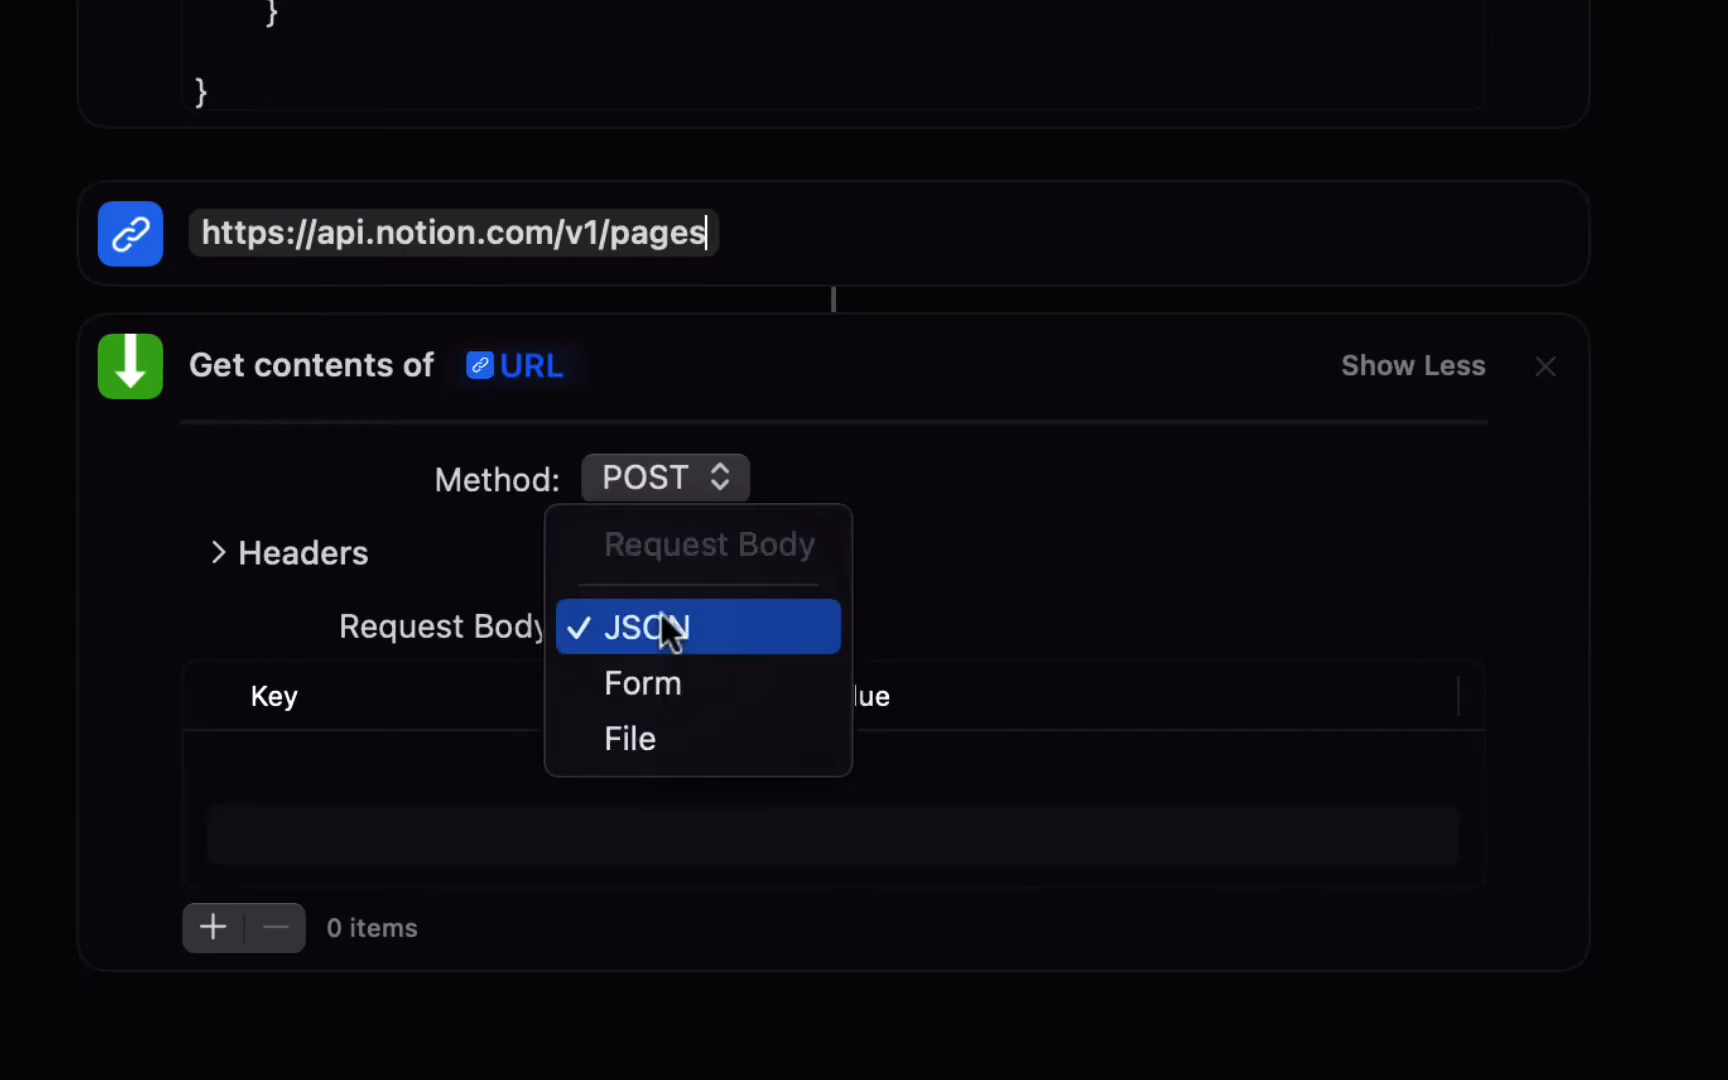 }
}
https://api.notion.com/v1/pages
Get contents of URL Show Less
Method: POST
Request Body
Headers
Request Body JSON
Form
Key lue
File
0 items